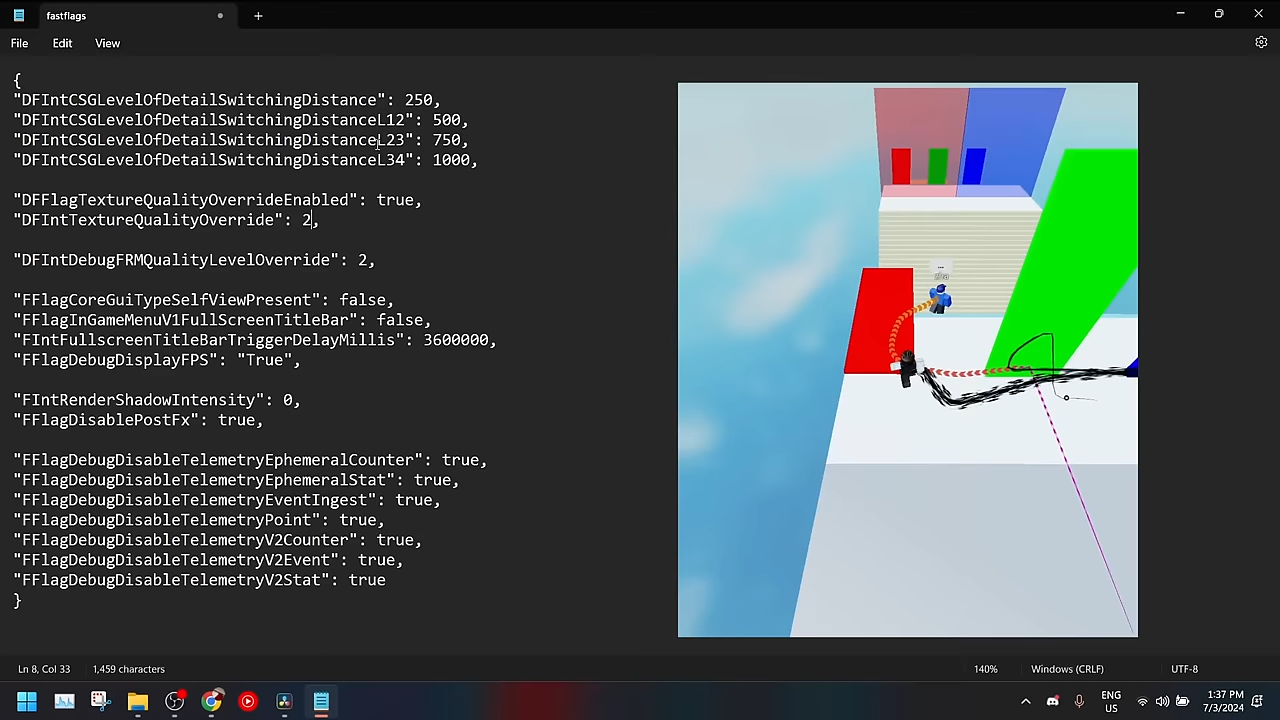 fastflags
File
Edit
View
{
"DFIntCSGLevelOfDetailSwitchingDistance": 250,
"DFIntCSGLevelOfDetailSwitchingDistanceL12": 500,
"DFIntCSGLevelOfDetailSwitchingDistanceL23": 750,
"DFIntCSGLevelOfDetailSwitchingDistanceL34": 1000,
"DFFlagTextureQualityOverrideEnabled": true,
"DFIntTextureQualityOverride": 2,
"DFIntDebugFRMQualityLevelOverride": 2,
"FFlagCoreGuiTypeSelfViewPresent": false,
"FFlagInGameMenuV1FullScreenTitleBar": false,
"FIntFullscreenTitleBarTriggerDelayMillis": 3600000,
"FFlagDebugDisplayFPS": "True",
"FIntRenderShadowIntensity": 0,
"FFlagDisablePostFx": true,
"FFlagDebugDisableTelemetryEphemeralCounter": true,
"FFlagDebugDisableTelemetryEphemeralStat": true,
"FFlagDebugDisableTelemetryEventIngest": true,
"FFlagDebugDisableTelemetryPoint": true,
"FFlagDebugDisableTelemetryV2Counter": true,
"FFlagDebugDisableTelemetryV2Event": true,
"FFlagDebugDisableTelemetryV2Stat": true
}
Ln 8, Col 33
1,459 characters
140%
Windows (CRLF)
UTF-8
ENG
US
1:37 PM
7/3/2024